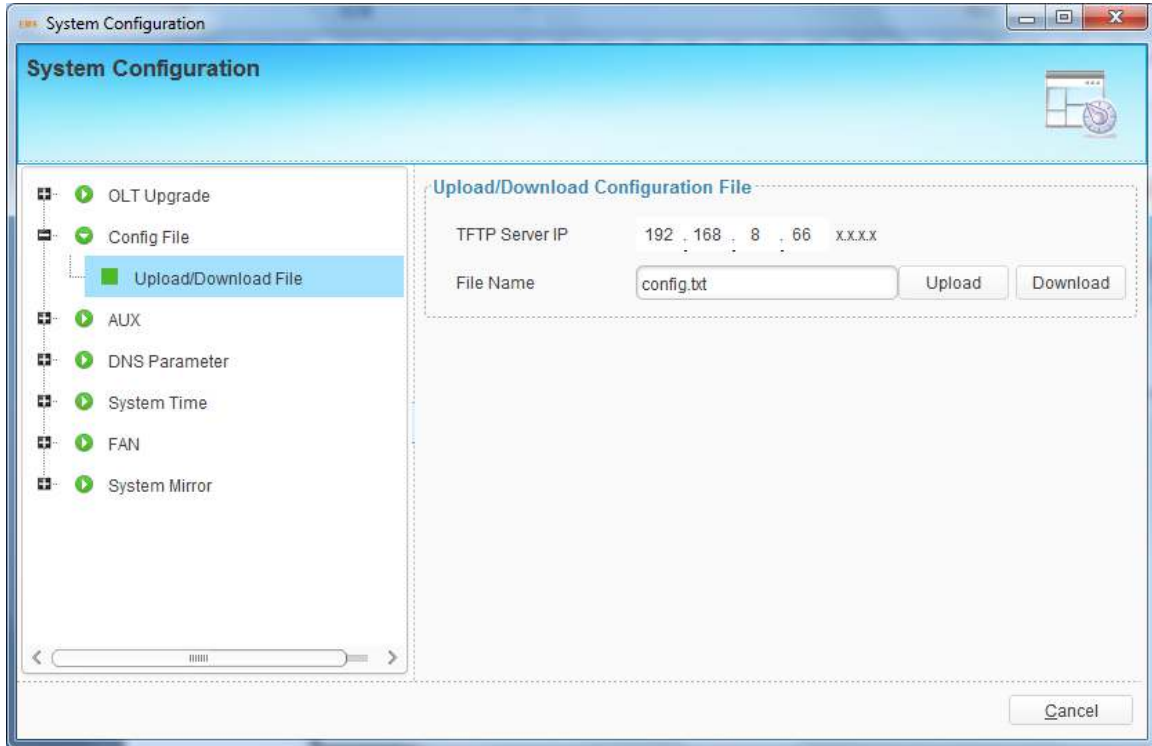 EMS System Configuration
System Configuration
OLT Upgrade
Config File
Upload/Download File
AUX
DNS Parameter
System Time
FAN
System Mirror
Upload/Download Configuration File
TFTP Server IP 192 . 168 . 8 . 66 x.x.x.x
File Name config.txt Upload Download
Cancel